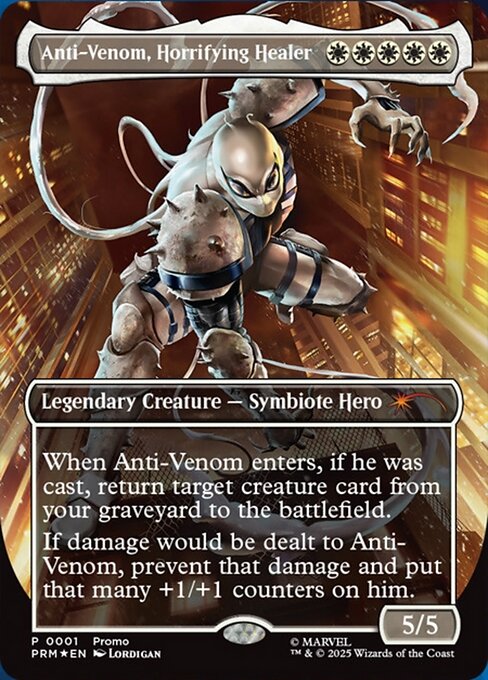 Anti-Venom, Horrifying Healer
Legendary Creature — Symbiote Hero
When Anti-Venom enters, if he was
cast, return target creature card from
your graveyard to the battlefield.
If damage would be dealt to Anti-
Venom, prevent that damage and put
that many +1/+1 counters on him.
5/5
P 0001 Promo
PRM★EN LORDIGAN
© MARVEL
™ & © 2025 Wizards of the Coast